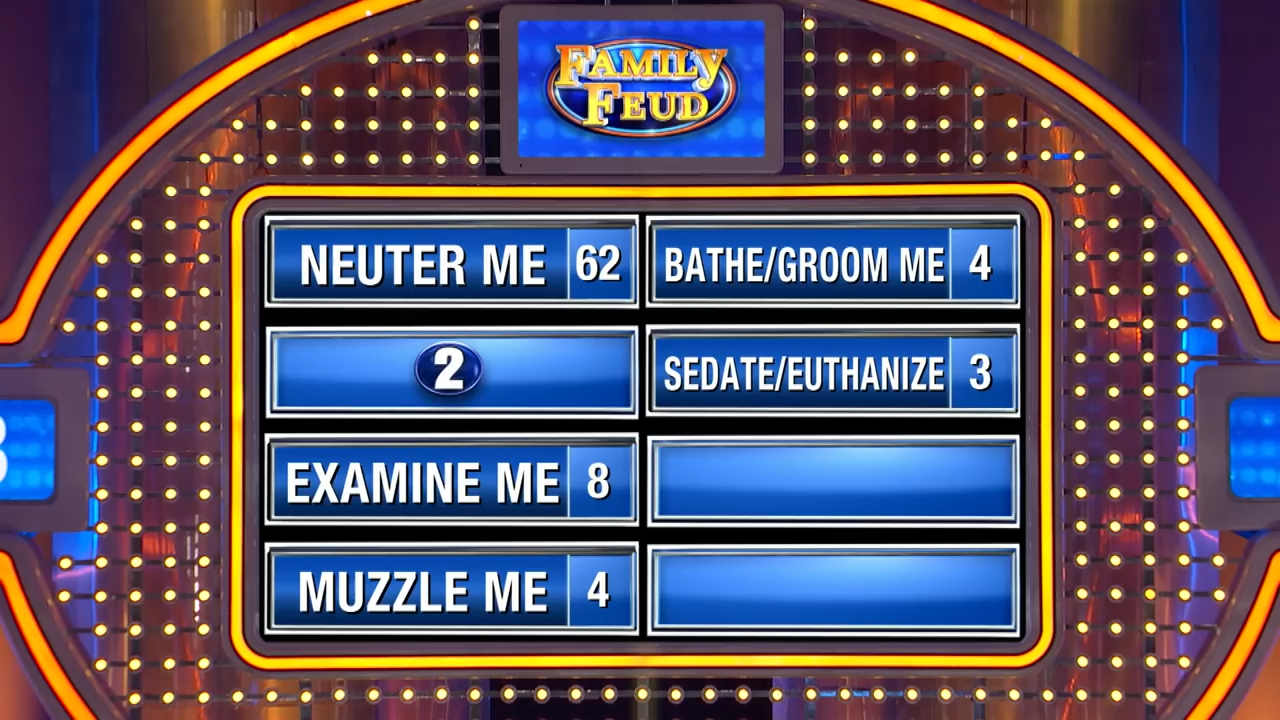 FAMILY
FEUD
NEUTER ME 62
BATHE/GROOM ME 4
2
SEDATE/EUTHANIZE 3
EXAMINE ME 8
MUZZLE ME 4